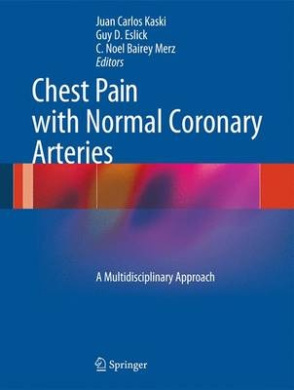 Juan Carlos Kaski
Guy D. Eslick
C. Noel Bairey Merz
Editors
Chest Pain
with Normal Coronary
Arteries
A Multidisciplinary Approach
Springer